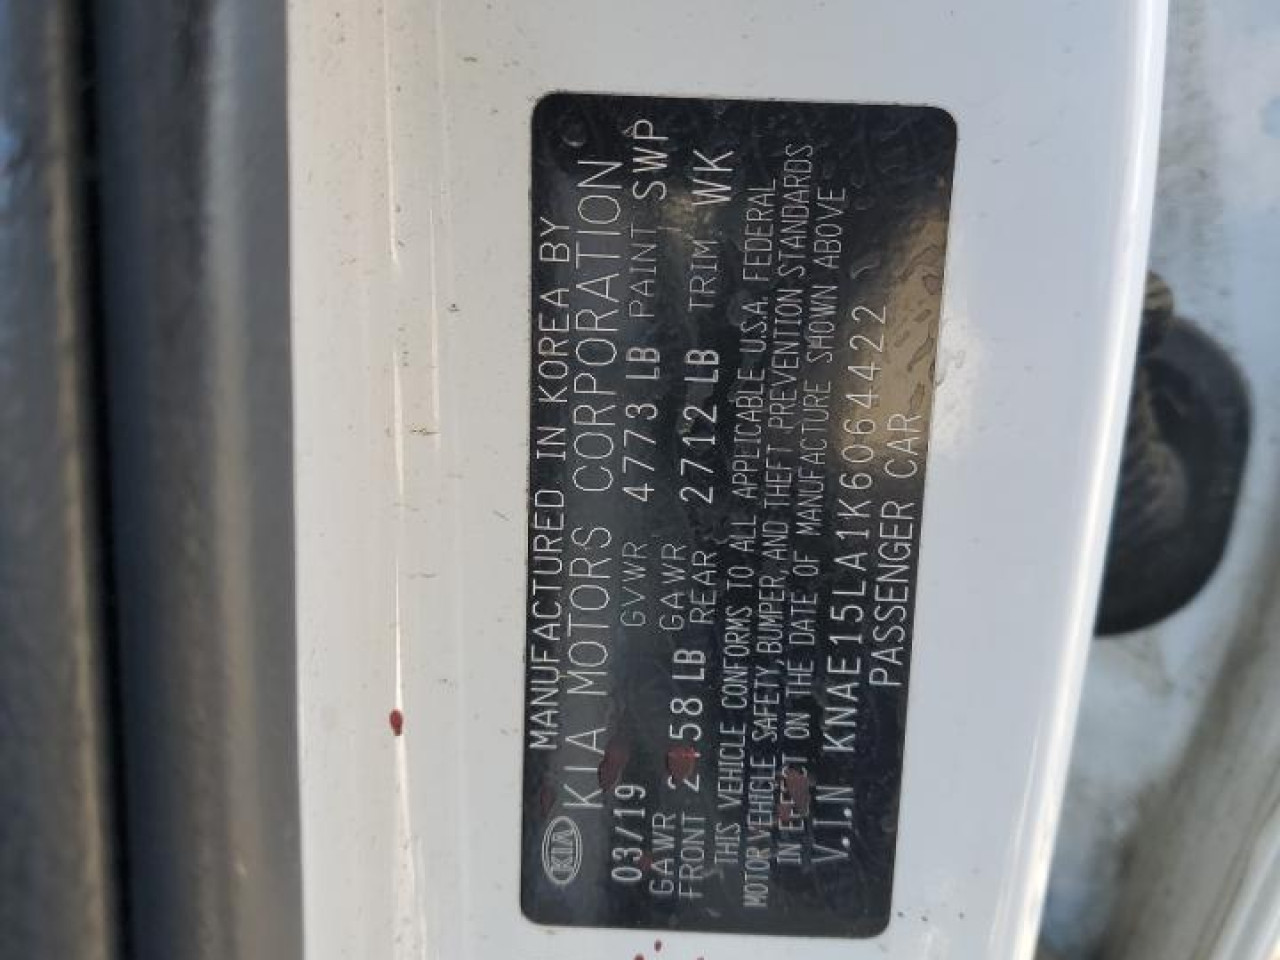 KIA
MANUFACTURED IN KOREA BY
KIA MOTORS CORPORATION
03/19 GVWR 4773 LB PAINT SWP
GAWR FRONT LB GAWR REAR 2712 LB TRIM WK
THIS VEHICLE CONFORMS TO ALL APPLICABLE U.S.A. FEDERAL
MOTOR VEHICLE SAFETY, BUMPER, AND THEFT PREVENTION STANDARDS
IN EFFECT ON THE DATE OF MANUFACTURE SHOWN ABOVE
V.I.N KNAE15LA1K6064422
PASSENGER CAR